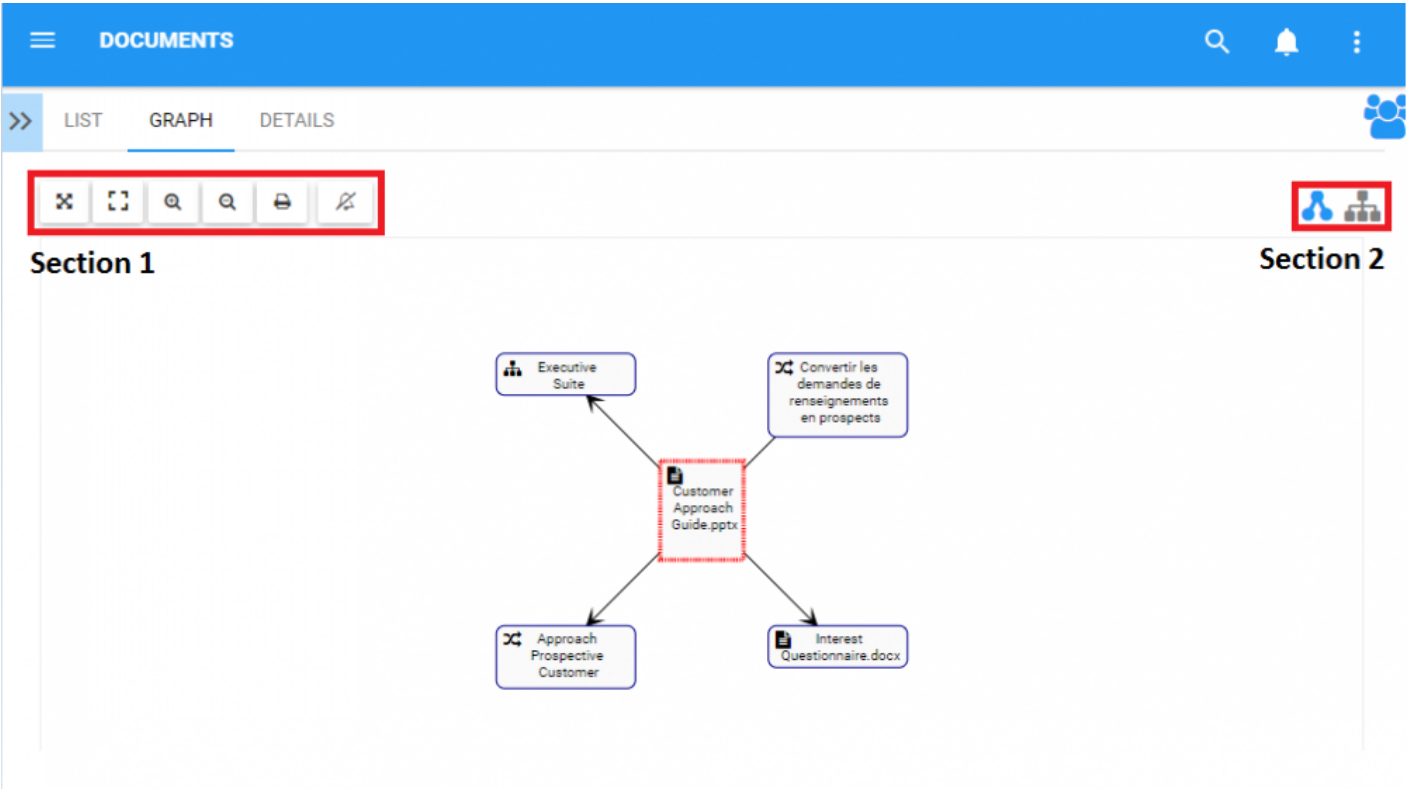 DOCUMENTS
LIST GRAPH DETAILS
Section 1
Section 2
Executive
Suite
Convertir les
demandes de
renseignements
en prospects
Customer
Approach
Guide.pptx
Approach
Prospective
Customer
Interest
Questionnaire.docx